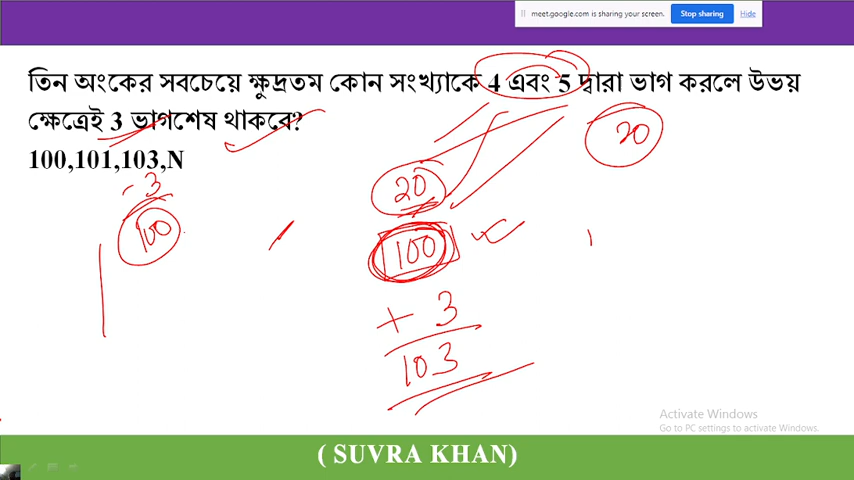 meet.google.com is sharing your screen. Stop sharing Hide
তিন অংকের সবচেয়ে ক্ষুদ্রতম কোন সংখ্যাকে 4 এবং 5 দ্বারা ভাগ করলে উভয়
ক্ষেত্রেই 3 ভাগশেষ থাকবে?
100,101,103,N
20
- 3
20
100
100
+ 3
103
Activate Windows
Go to PC settings to activate Windows.
( SUVRA KHAN)